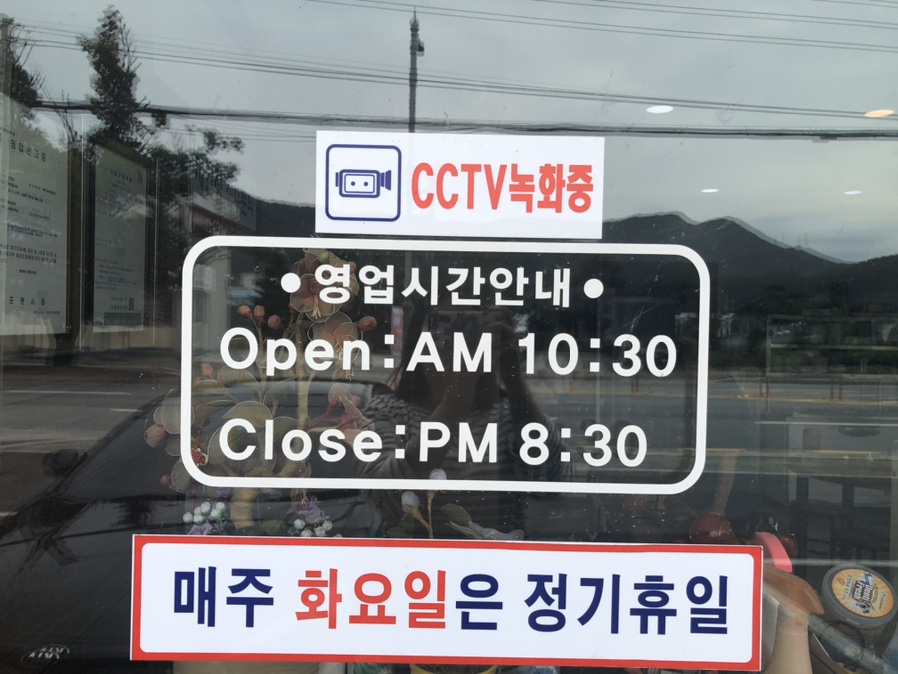 CCTV녹화중
•영업시간안내•
Open:AM 10:30
Close:PM 8:30
매주 화요일은 정기휴일